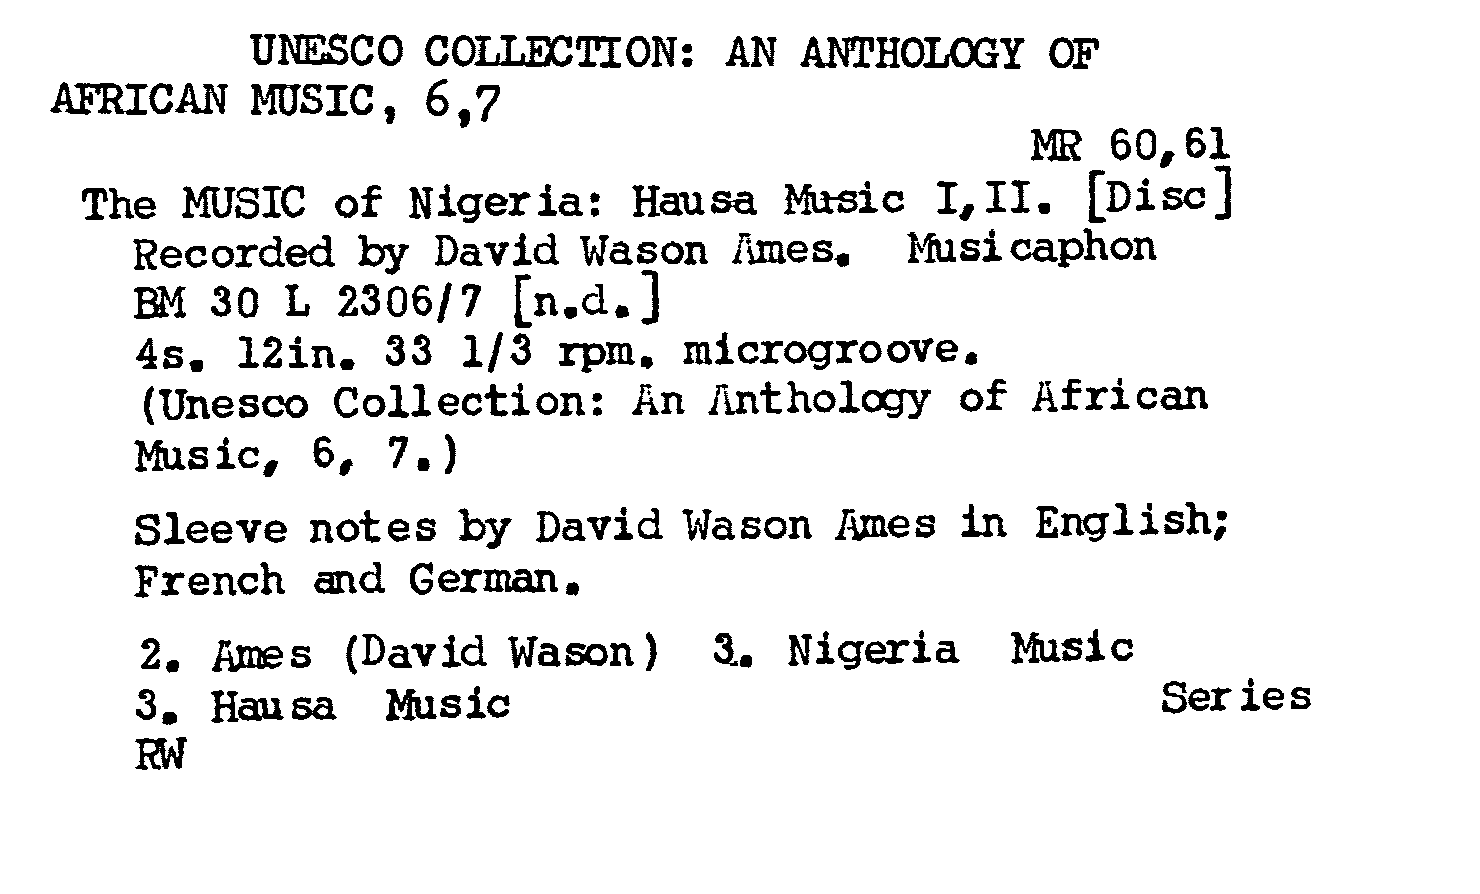 UNESCO COLLECTION: AN ANTHOLOGY OF
AFRICAN MUSIC, 6,7
MR 60,61
The MUSIC of Nigeria: Hausa Music I,II. [Disc]
Recorded by David Wason Ames. Musicaphon
BM 30 L 2306/7 [n.d.]
4s. 12in. 33 1/3 rpm. microgroove.
(Unesco Collection: An Anthology of African
Music, 6, 7.)
Sleeve notes by David Wason Ames in English;
French and German.
2. Ames (David Wason) 3. Nigeria Music
3. Hausa Music Series
RW